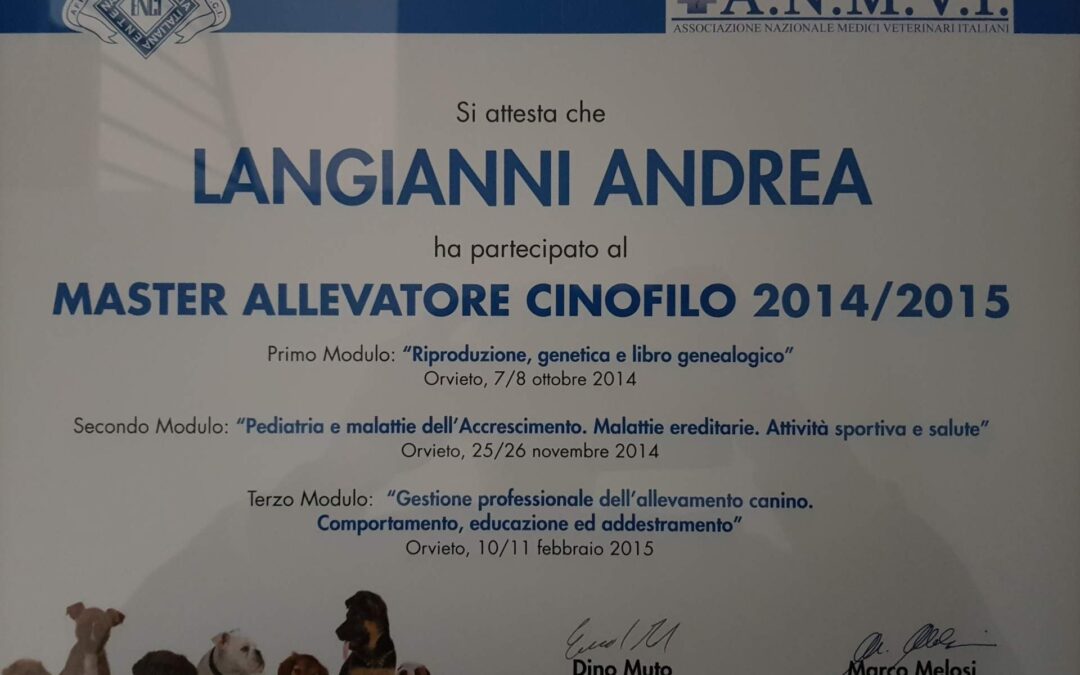 ENCI
ITALIANA
A.N.M.V.I.
ASSOCIAZIONE NAZIONALE MEDICI VETERINARI ITALIANI
Si attesta che
LANGIANNI ANDREA
ha partecipato al
MASTER ALLEVATORE CINOFILO 2014/2015
Primo Modulo: “Riproduzione, genetica e libro genealogico”
Orvieto, 7/8 ottobre 2014
Secondo Modulo: “Pediatria e malattie dell’Accrescimento. Malattie ereditarie. Attività sportiva e salute”
Orvieto, 25/26 novembre 2014
Terzo Modulo: “Gestione professionale dell’allevamento canino.
Comportamento, educazione ed addestramento”
Orvieto, 10/11 febbraio 2015
Dino Muto
Marco Melosi